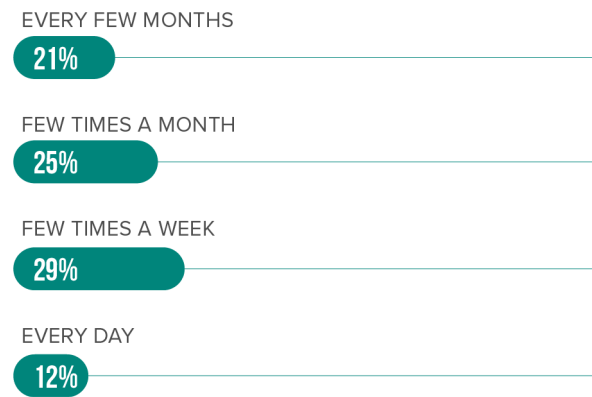 EVERY FEW MONTHS
21%
FEW TIMES A MONTH
25%
FEW TIMES A WEEK
29%
EVERY DAY
12%